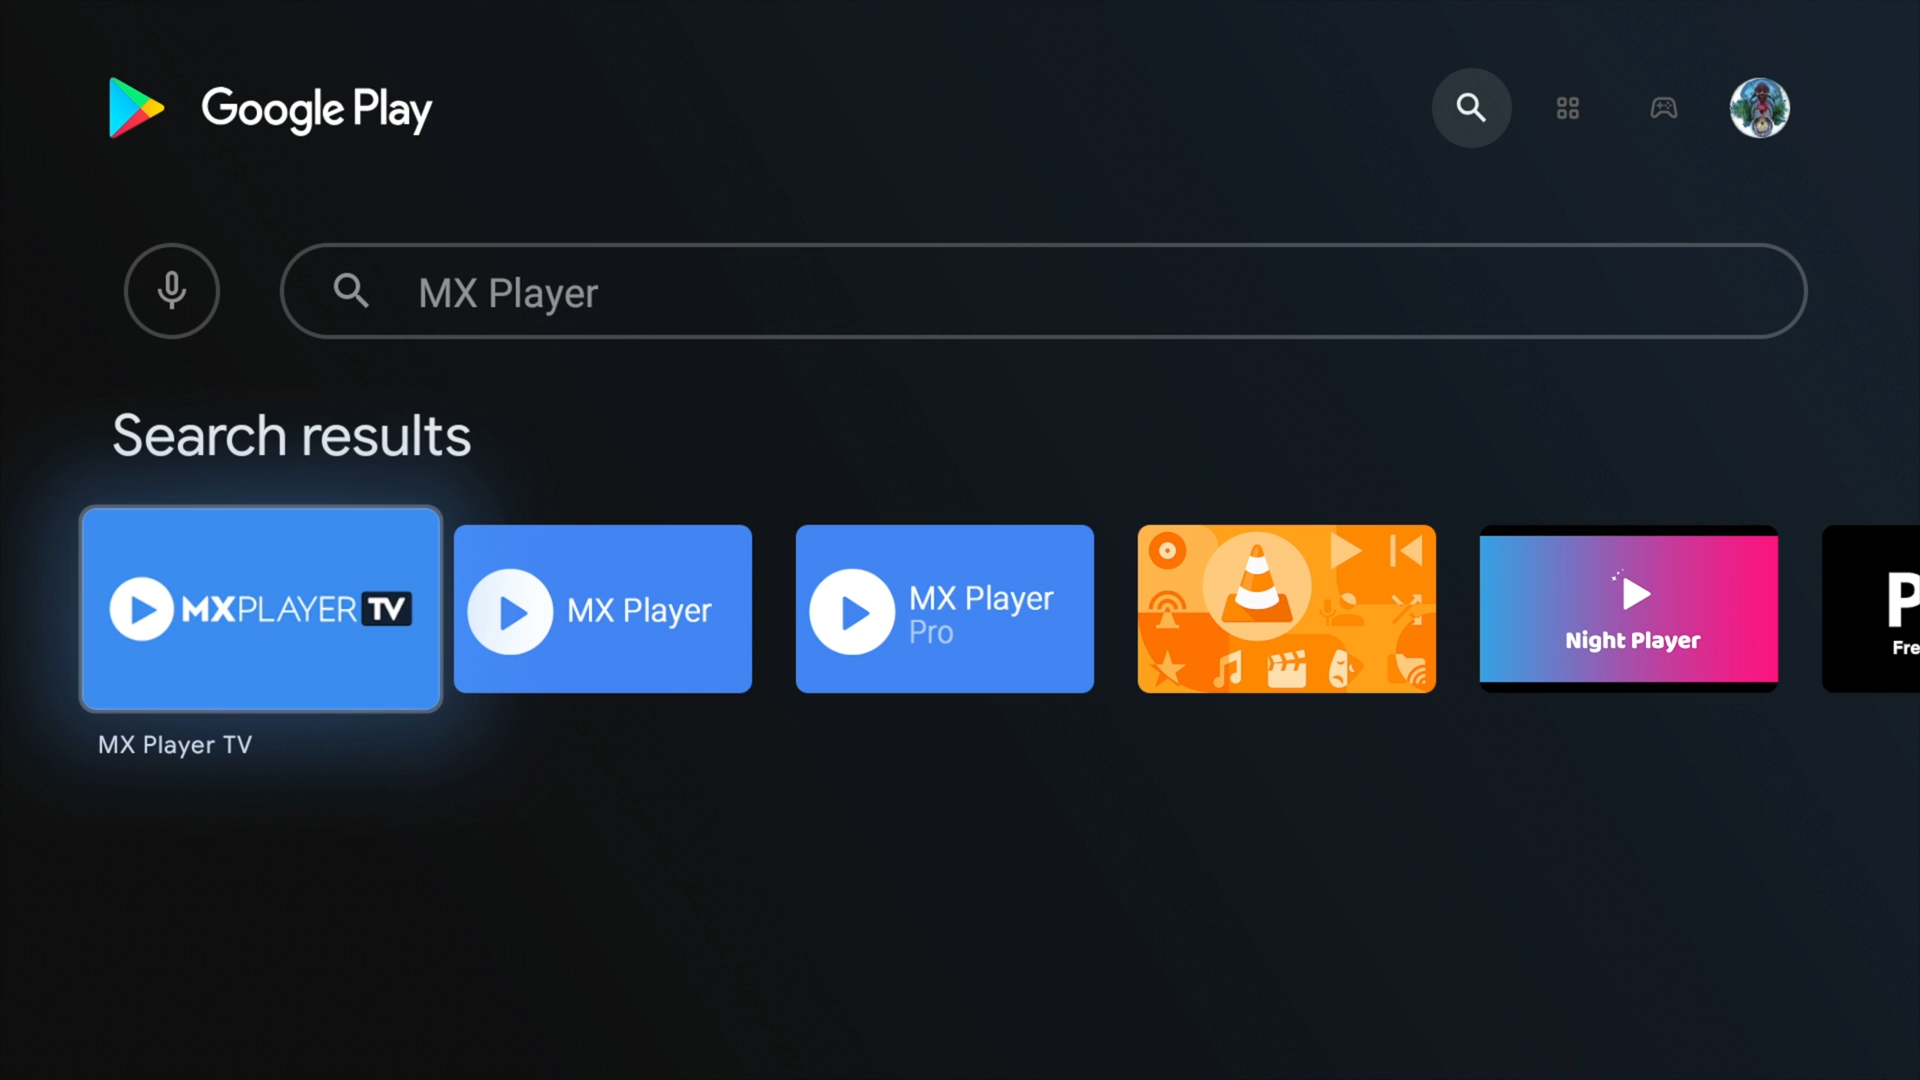 Google Play
MX Player
Search results
MXPLAYER TV
MX Player
MX Player
Pro
Night Player
MX Player TV